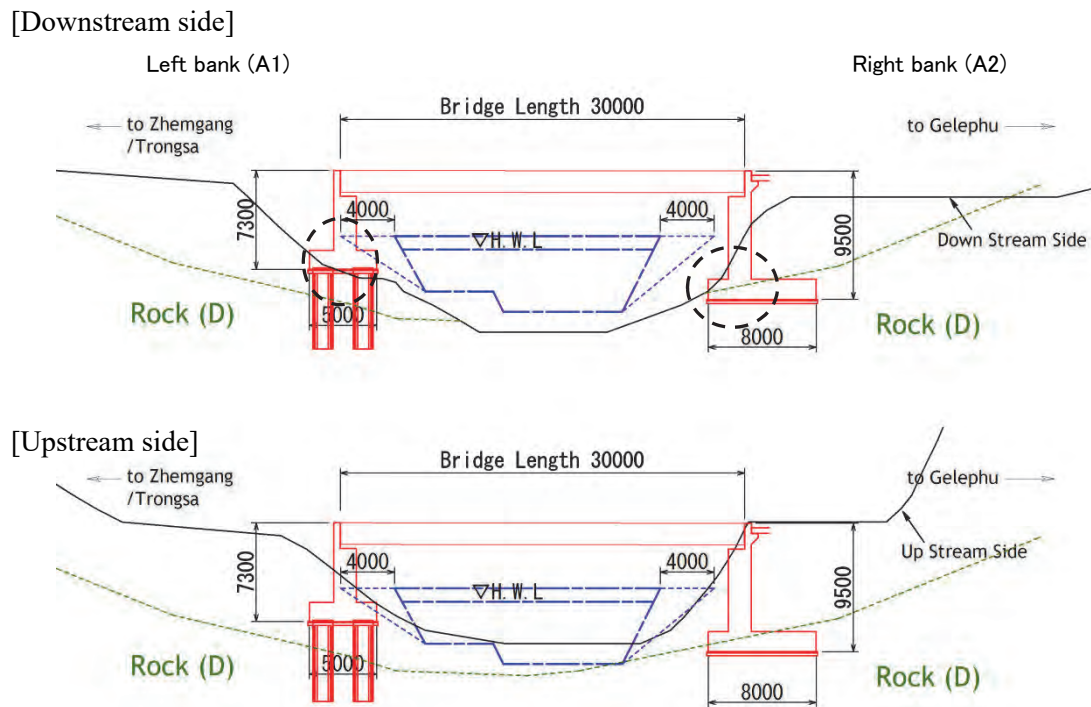 [Downstream side]
Left bank (A1)
Right bank (A2)
Bridge Length 30000
to Zhemgang
/Trongsa
to Gelephu
7300
4000
4000
H.W.L
9500
Down Stream Side
Rock (D)
5000
8000
Rock (D)
[Upstream side]
Bridge Length 30000
to Zhemgang
/Trongsa
to Gelephu
7300
4000
4000
H.W.L
9500
Up Stream Side
Rock (D)
5000
8000
Rock (D)